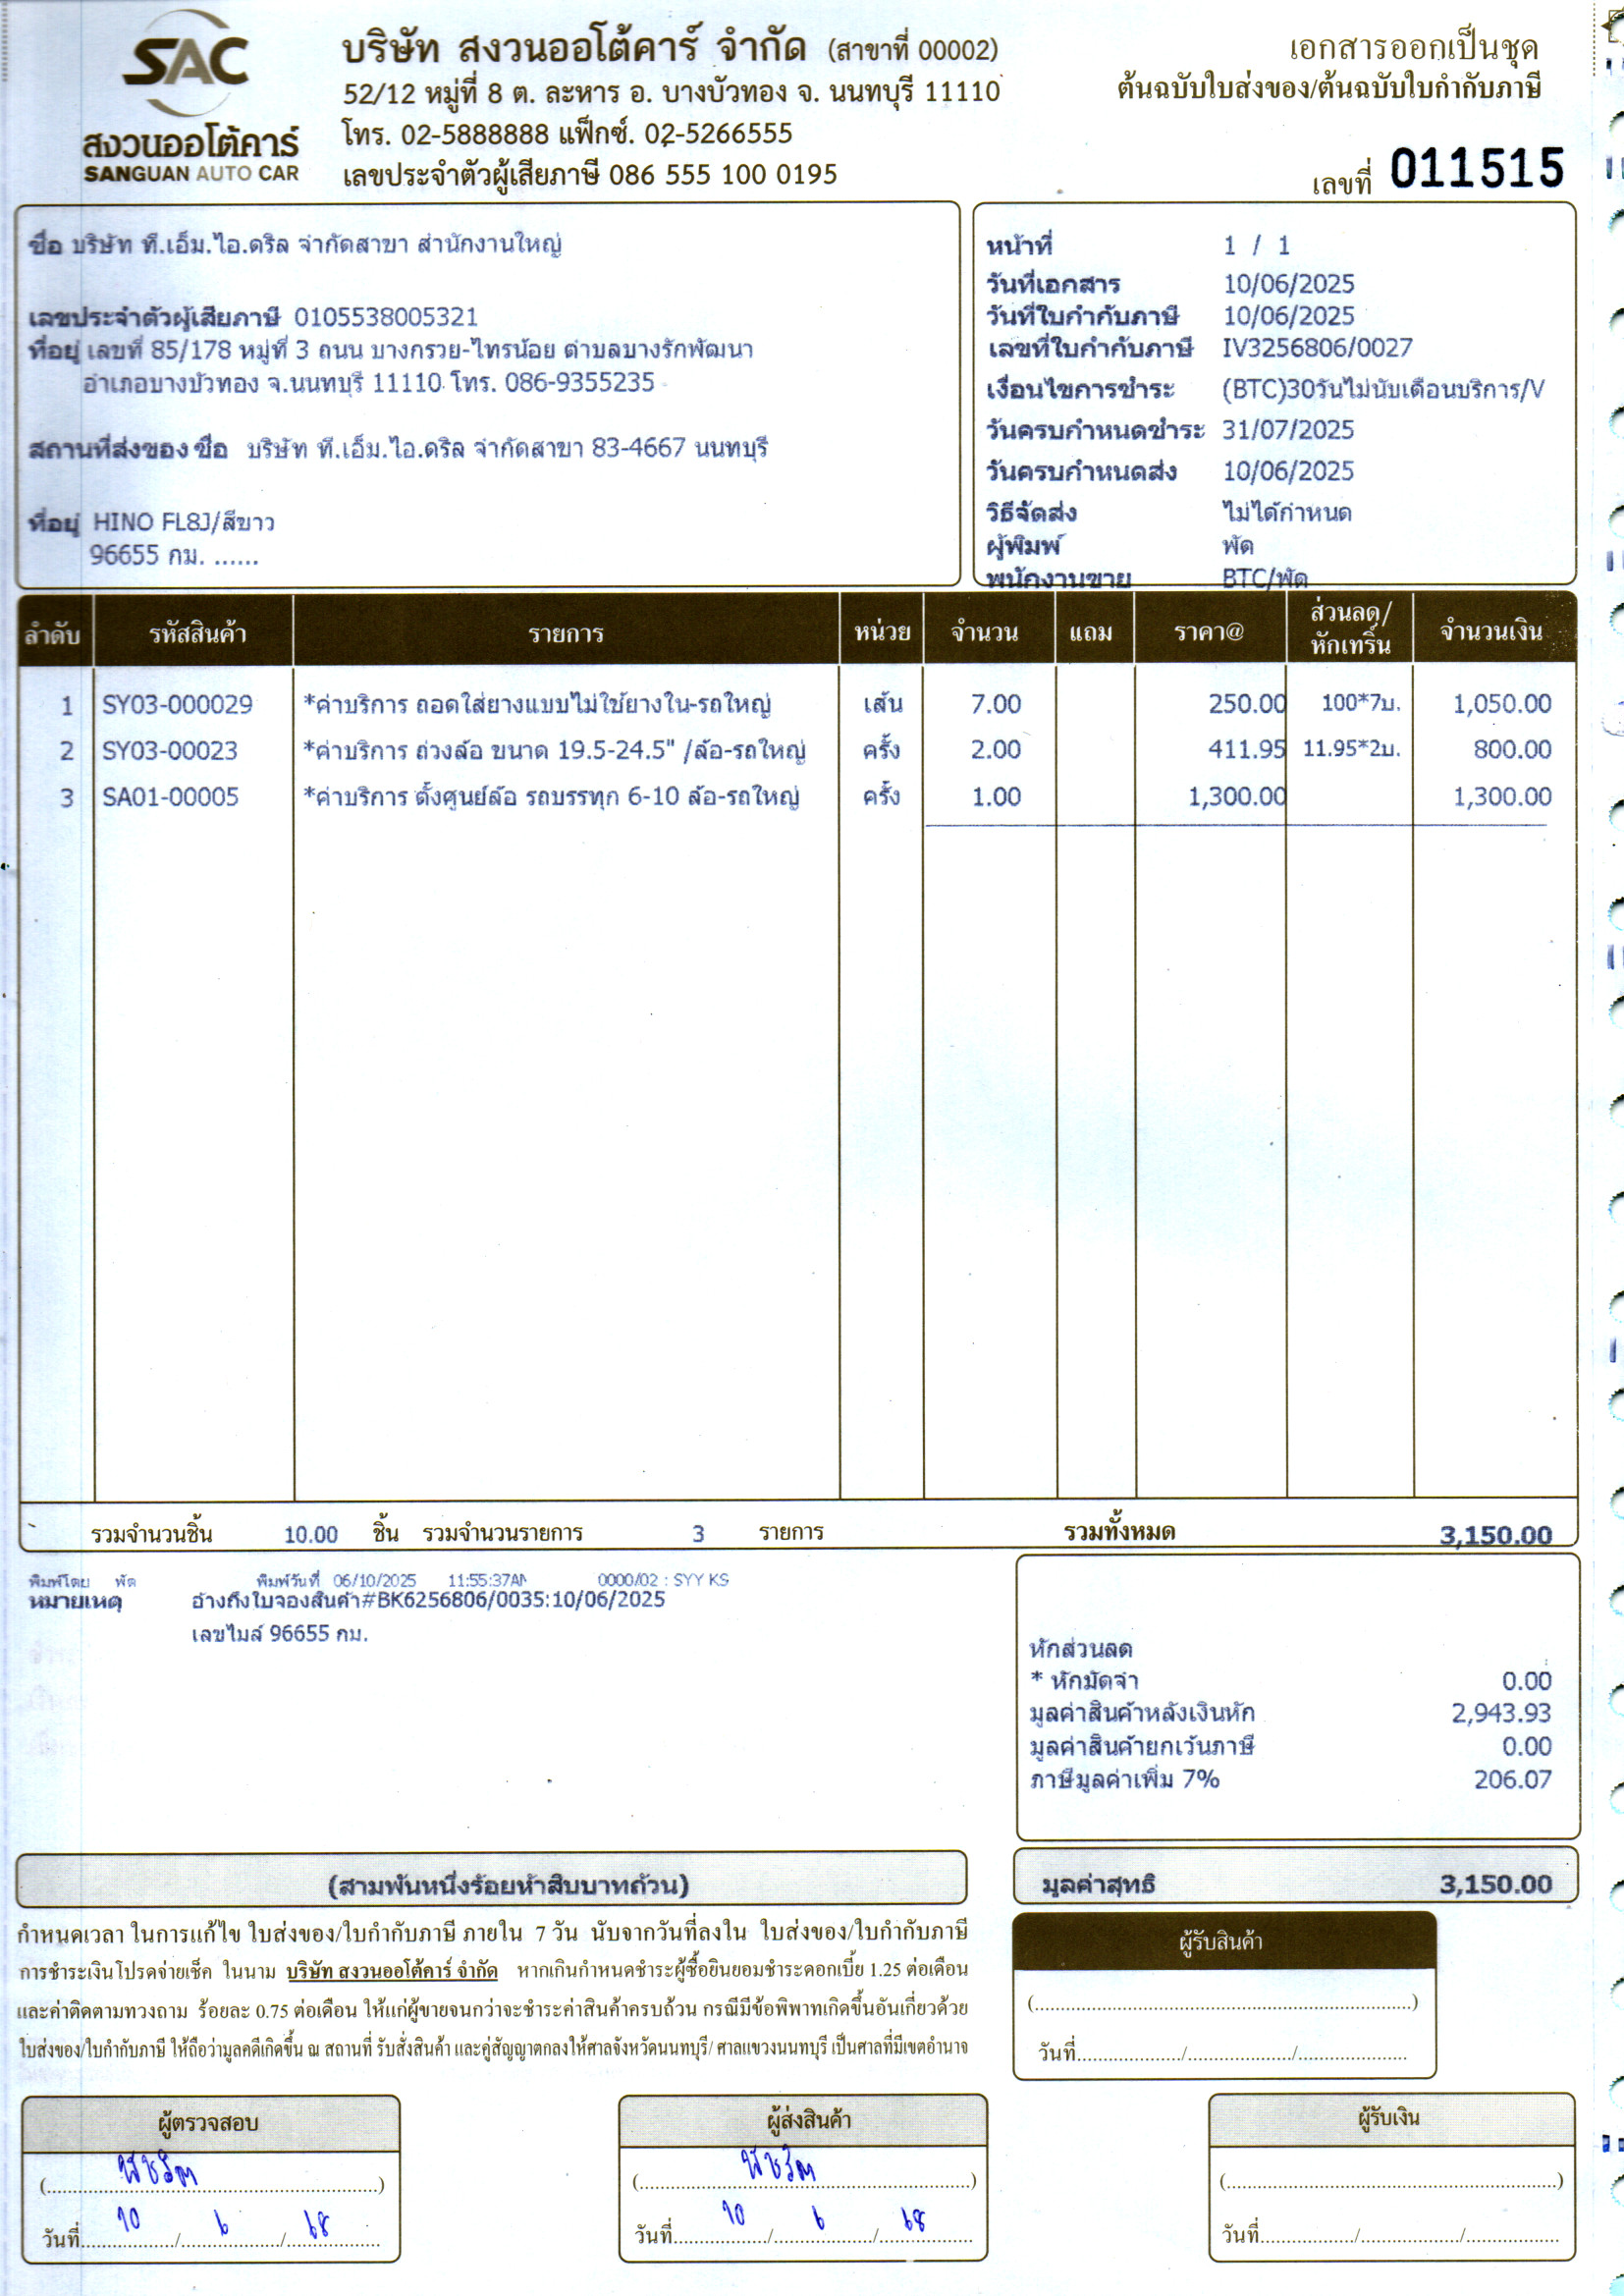 SAC
สงวนออโต้คาร์
SANGUAN AUTO CAR
บริษัท สงวนออโต้คาร์ จำกัด (สาขาที่ 00002)
52/12 หมู่ที่ 8 ต. ละหาร อ. บางบัวทอง จ. นนทบุรี 11110
โทร. 02-5888888 แฟ็กซ์. 02-5266555
เลขประจำตัวผู้เสียภาษี 086 555 100 0195
เอกสารออกเป็นชุด
ต้นฉบับใบส่งของ/ต้นฉบับใบกำกับภาษี
เลขที่ 011515
ชื่อ บริษัท ที.เอ็ม.ไอ.ดริล จำกัดสาขา สำนักงานใหญ่
เลขประจำตัวผู้เสียภาษี 0105538005321
ที่อยู่ เลขที่ 85/178 หมู่ที่ 3 ถนน บางกรวย-ไทรน้อย ตำบลบางรักพัฒนา
อำเภอบางบัวทอง จ.นนทบุรี 11110 โทร. 086-9355235
สถานที่ส่งของ ชื่อ บริษัท ที.เอ็ม.ไอ.ดริล จำกัดสาขา 83-4667 นนทบุรี
ที่อยู่ HINO FL8J/สีขาว
96655 กม. ......
หน้าที่ 1 / 1
วันที่เอกสาร 10/06/2025
วันที่ใบกำกับภาษี 10/06/2025
เลขที่ใบกำกับภาษี IV3256806/0027
เงื่อนไขการชำระ (BTC)30วันไม่นับเดือนบริการ/V
วันครบกำหนดชำระ 31/07/2025
วันครบกำหนดส่ง 10/06/2025
วิธีจัดส่ง ไม่ได้กำหนด
ผู้พิมพ์ พัด
พนักงานขาย BTC/พัด
ลำดับ รหัสสินค้า รายการ หน่วย จำนวน แถม ราคา@ ส่วนลด/หักเทริ์น จำนวนเงิน
1 SY03-000029 *ค่าบริการ ถอดใส่ยางแบบไม่ใช้ยางใน-รถใหญ่ เส้น 7.00 250.00 100*7บ. 1,050.00
2 SY03-00023 *ค่าบริการ ถ่วงล้อ ขนาด 19.5-24.5" /ล้อ-รถใหญ่ ครั้ง 2.00 411.95 11.95*2บ. 800.00
3 SA01-00005 *ค่าบริการ ตั้งศูนย์ล้อ รถบรรทุก 6-10 ล้อ-รถใหญ่ ครั้ง 1.00 1,300.00 1,300.00
รวมจำนวนชิ้น 10.00 ชิ้น รวมจำนวนรายการ 3 รายการ รวมทั้งหมด 3,150.00
พิมพ์โดย พัด พิมพ์วันที่ 06/10/2025 11:55:37AM 0000/02 : SYY KS
หมายเหตุ อ้างถึงใบจองสินค้า#BK6256806/0035:10/06/2025
เลขไมล์ 96655 กม.
หักส่วนลด
* หักมัดจำ 0.00
มูลค่าสินค้าหลังเงินหัก 2,943.93
มูลค่าสินค้ายกเว้นภาษี 0.00
ภาษีมูลค่าเพิ่ม 7% 206.07
(สามพันหนึ่งร้อยห้าสิบบาทถ้วน)
มูลค่าสุทธิ 3,150.00
กำหนดเวลา ในการแก้ไข ใบส่งของ/ใบกำกับภาษี ภายใน 7 วัน นับจากวันที่ลงใน ใบส่งของ/ใบกำกับภาษี
การชำระเงินโปรดจ่ายเช็ค ในนาม บริษัท สงวนออโต้คาร์ จำกัด หากเกินกำหนดชำระผู้ซื้อยินยอมชำระดอกเบี้ย 1.25 ต่อเดือน
และค่าติดตามทวงถาม ร้อยละ 0.75 ต่อเดือน ให้แก่ผู้ขายจนกว่าจะชำระค่าสินค้าครบถ้วน กรณีมีข้อพิพาทเกิดขึ้นอันเกี่ยวด้วย
ใบส่งของ/ใบกำกับภาษี ให้ถือว่ามูลคดีเกิดขึ้น ณ สถานที่ รับสั่งสินค้า และคู่สัญญาตกลงให้ศาลจังหวัดนนทบุรี/ ศาลแขวงนนทบุรี เป็นศาลที่มีเขตอำนาจ
ผู้รับสินค้า
(............................)
วันที่............/............/............
ผู้ตรวจสอบ
วันที่ 10 / 6 / 68
ผู้ส่งสินค้า
วันที่ 10 / 6 / 68
ผู้รับเงิน
(............................)
วันที่............/............/............